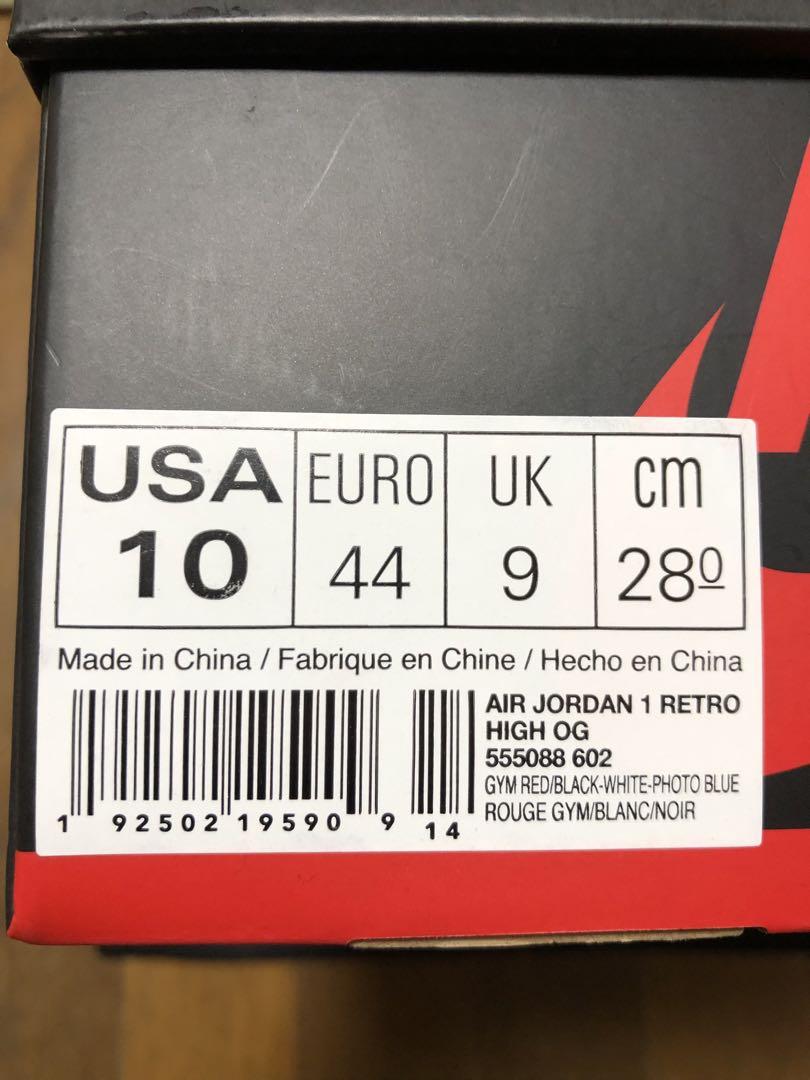 USA EURO UK cm
10 44 9 280
Made in China / Fabrique en Chine / Hecho en China
AIR JORDAN 1 RETRO
HIGH OG
555088 602
GYM RED/BLACK-WHITE-PHOTO BLUE
ROUGE GYM/BLANC/NOIR
1 92502 19590 9 14